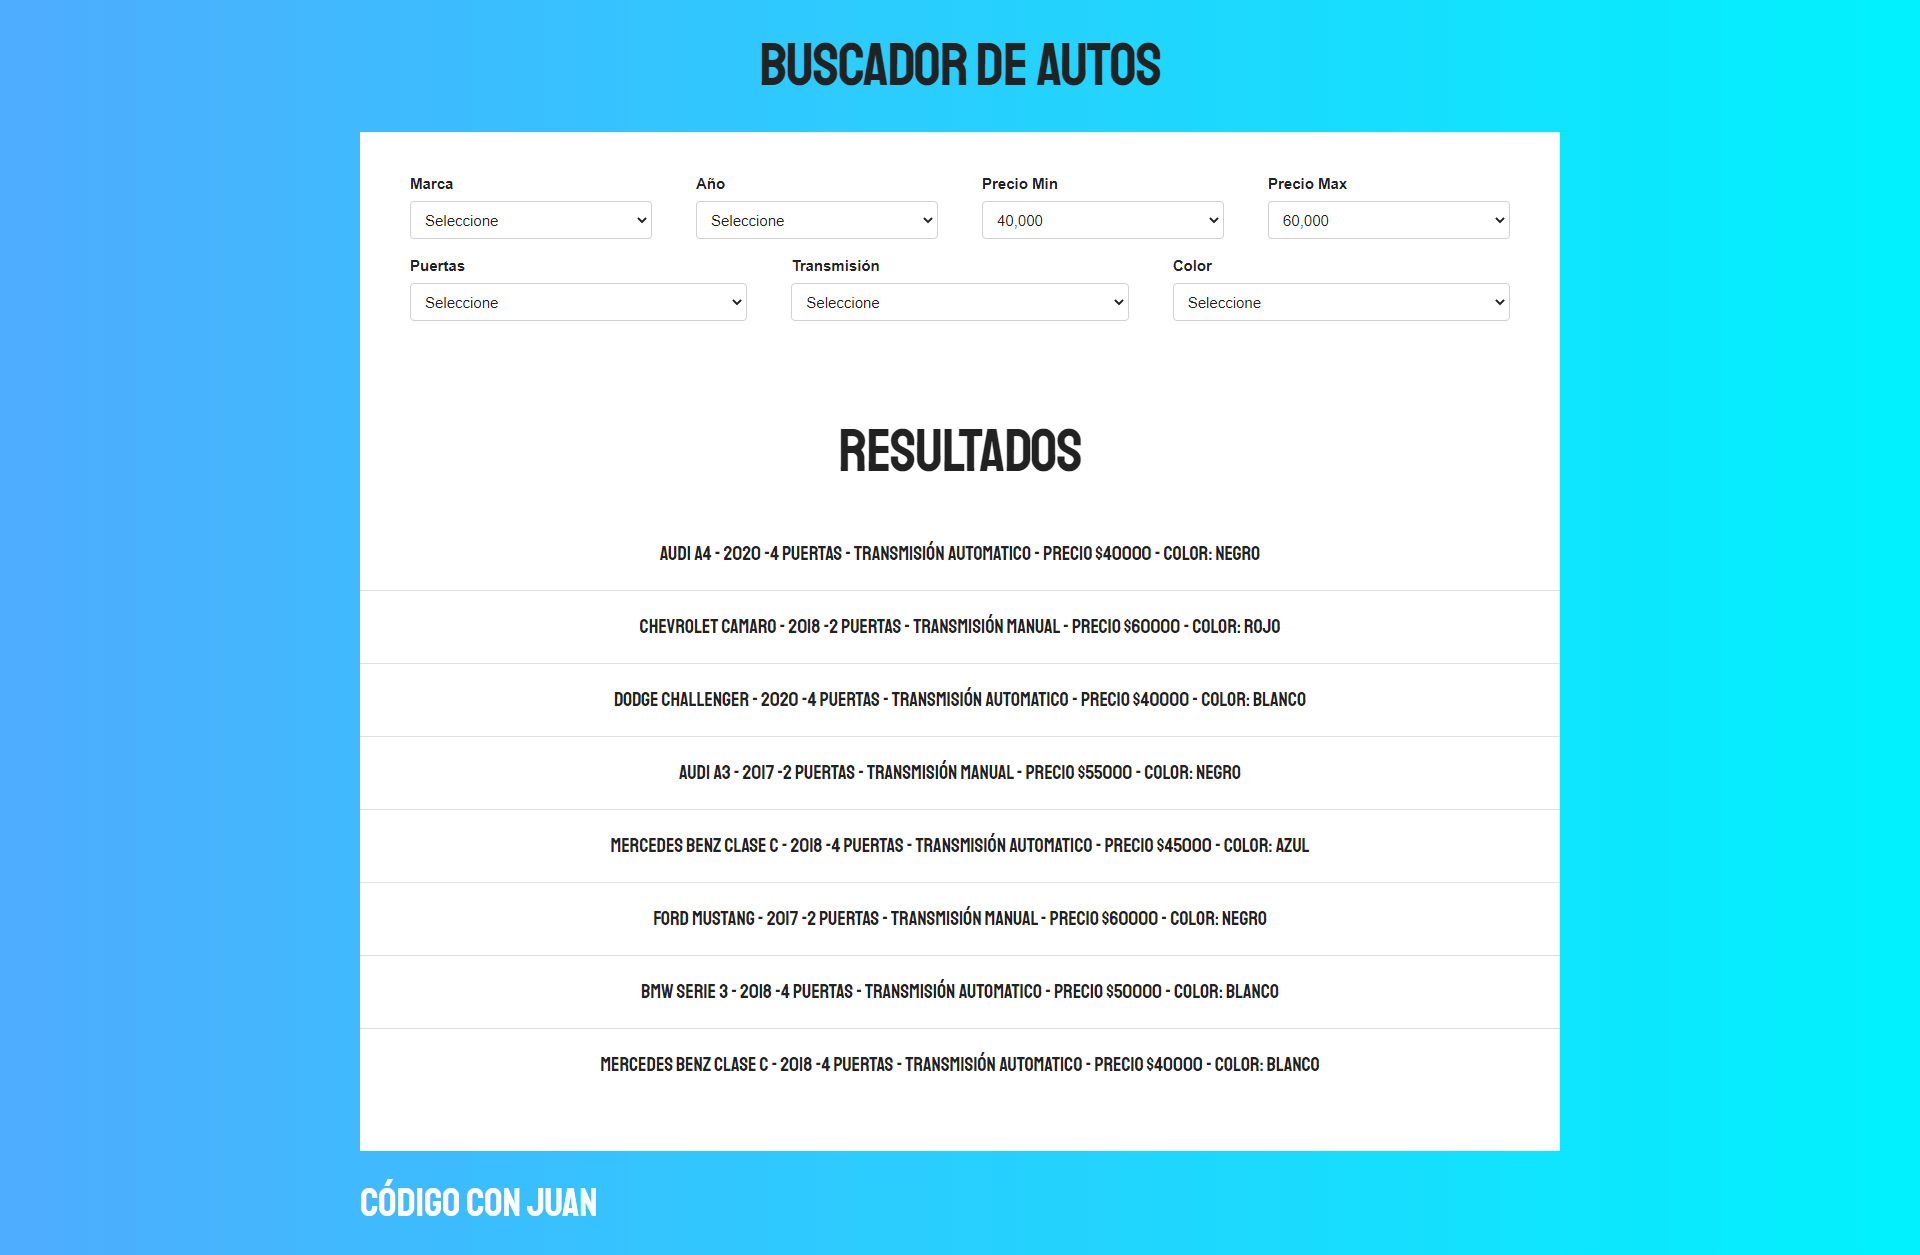 BUSCADOR DE AUTOS
Marca Año Precio Min Precio Max
Seleccione Seleccione 40,000 60,000
Puertas Transmisión Color
Seleccione Seleccione Seleccione
RESULTADOS
AUDI A4 - 2020 -4 PUERTAS - TRANSMISIÓN AUTOMATICO - PRECIO $40000 - COLOR: NEGRO
CHEVROLET CAMARO - 2018 -2 PUERTAS - TRANSMISIÓN MANUAL - PRECIO $60000 - COLOR: ROJO
DODGE CHALLENGER - 2020 -4 PUERTAS - TRANSMISIÓN AUTOMATICO - PRECIO $40000 - COLOR: BLANCO
AUDI A3 - 2017 -2 PUERTAS - TRANSMISIÓN MANUAL - PRECIO $55000 - COLOR: NEGRO
MERCEDES BENZ CLASE C - 2018 -4 PUERTAS - TRANSMISIÓN AUTOMATICO - PRECIO $45000 - COLOR: AZUL
FORD MUSTANG - 2017 -2 PUERTAS - TRANSMISIÓN MANUAL - PRECIO $60000 - COLOR: NEGRO
BMW SERIE 3 - 2018 -4 PUERTAS - TRANSMISIÓN AUTOMATICO - PRECIO $50000 - COLOR: BLANCO
MERCEDES BENZ CLASE C - 2018 -4 PUERTAS - TRANSMISIÓN AUTOMATICO - PRECIO $40000 - COLOR: BLANCO
CÓDIGO CON JUAN